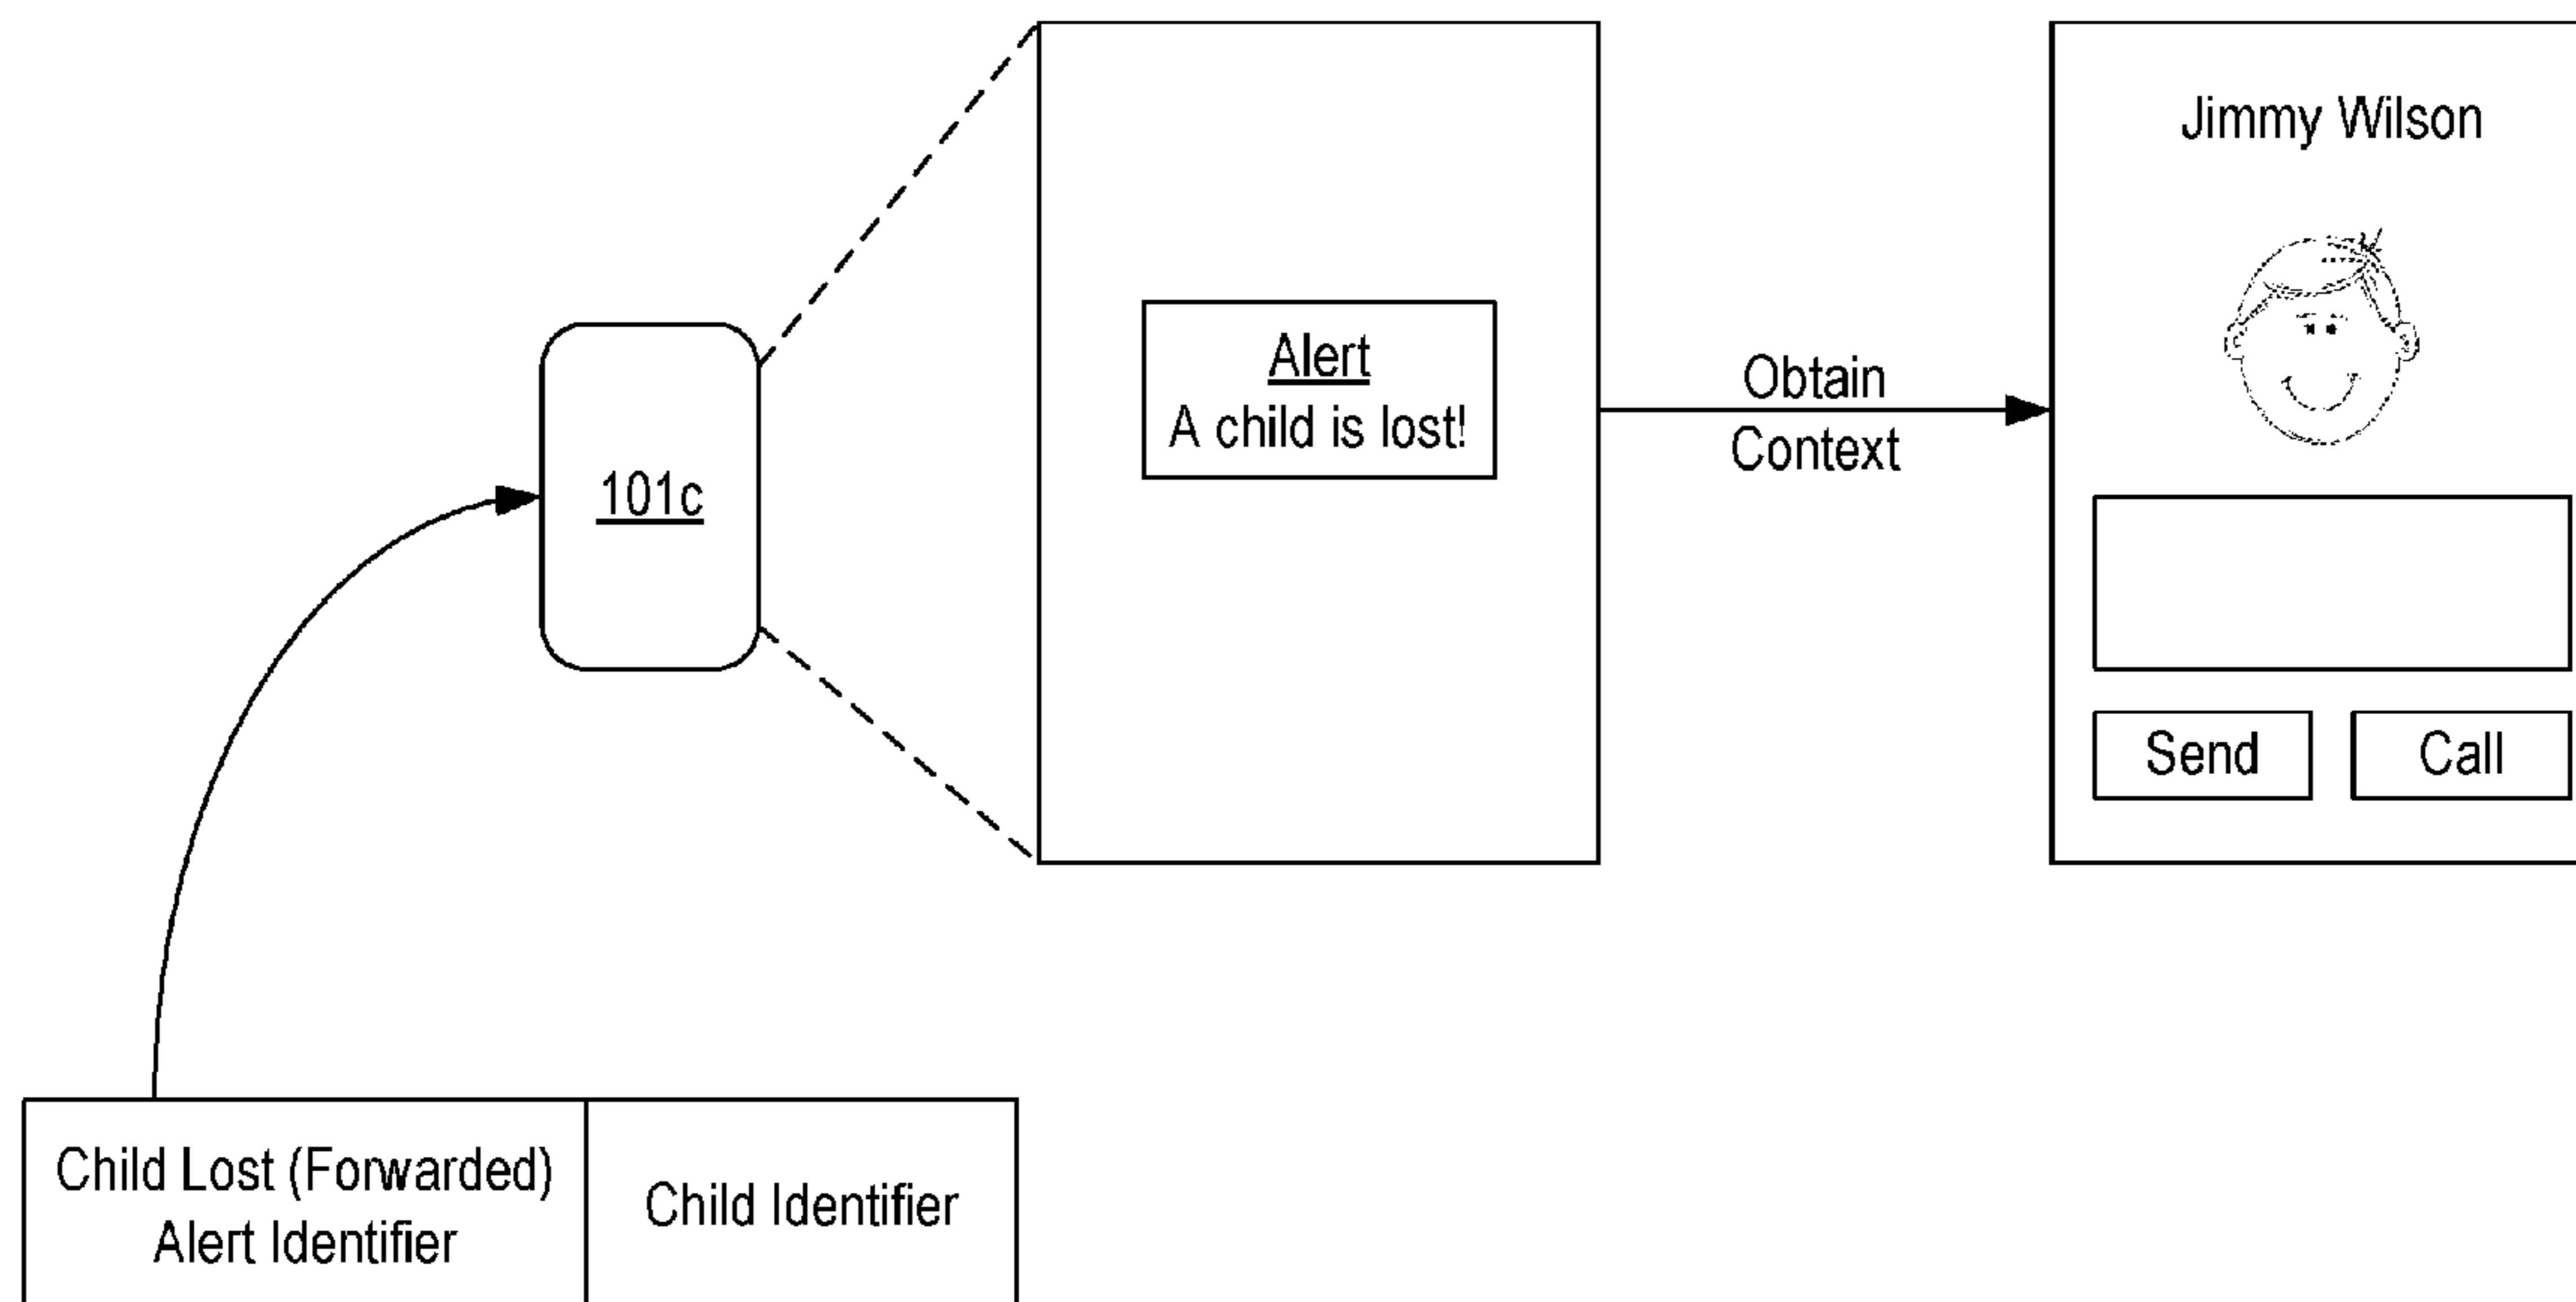 Jimmy Wilson
Alert
A child is lost!
Obtain
Context
101c
Send
Call
Child Lost (Forwarded)
Alert Identifier
Child Identifier